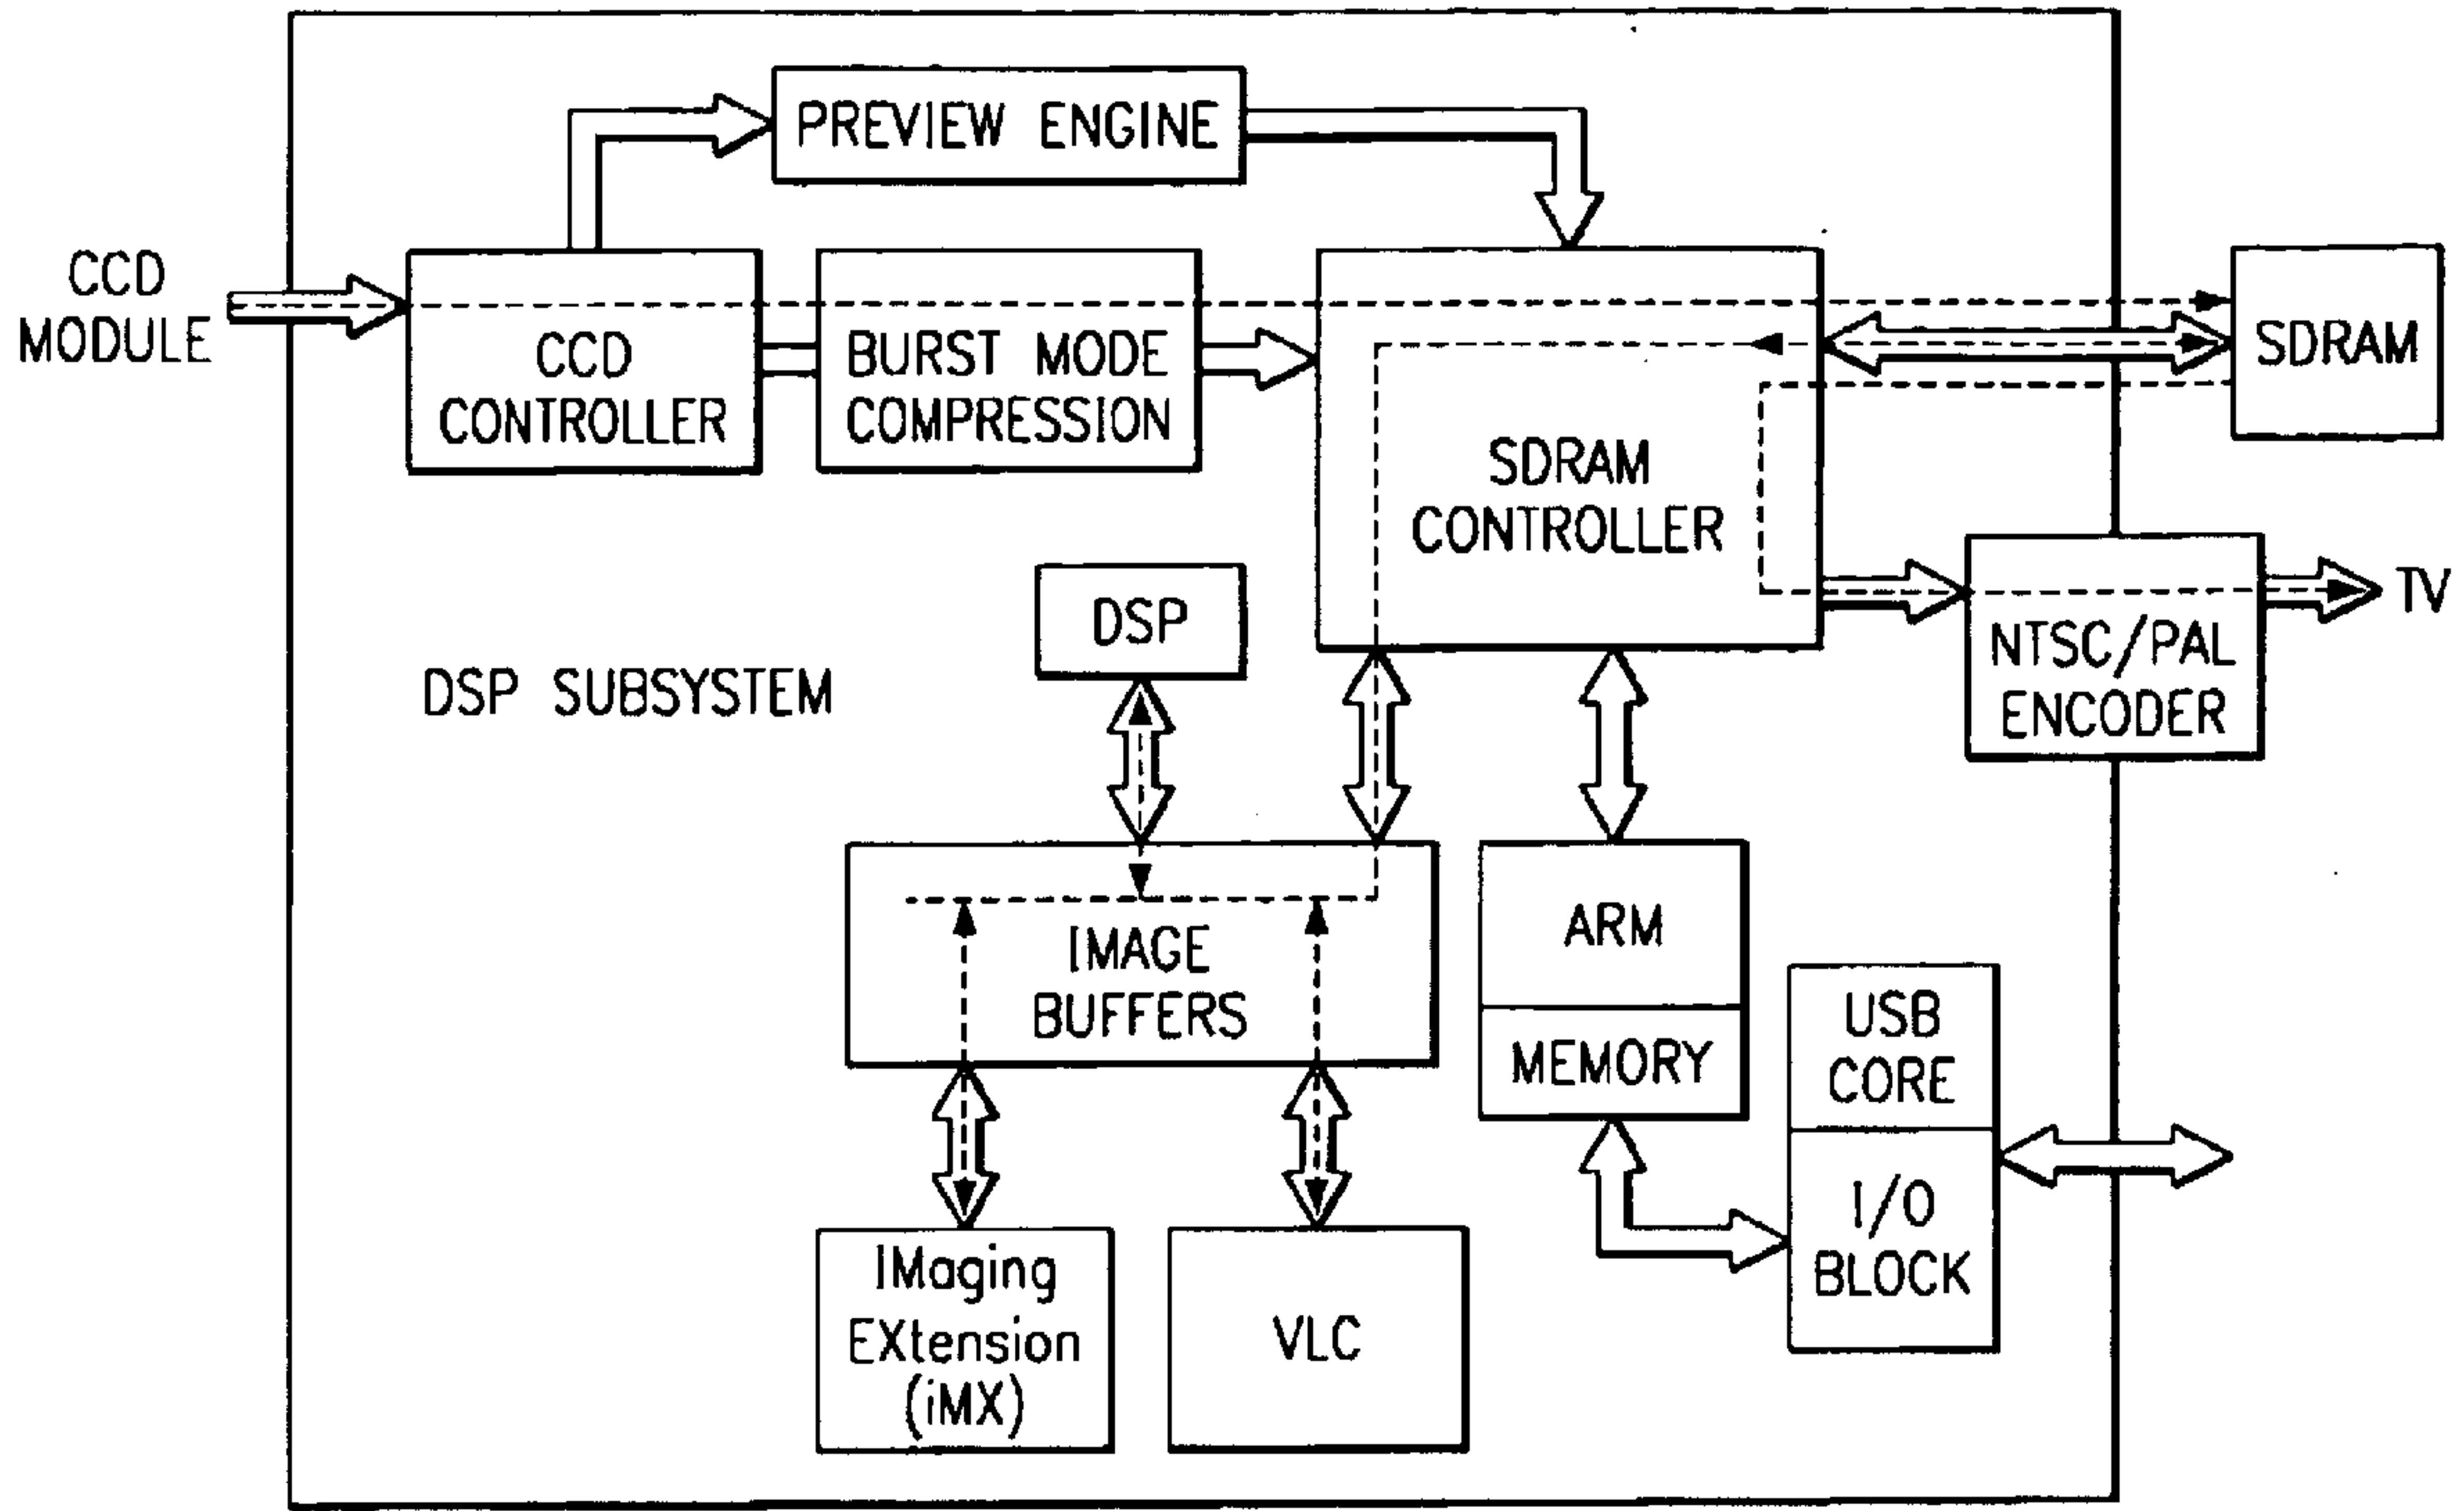 PREVIEW ENGINE
CCD
MODULE
CCD
CONTROLLER
BURST MODE
COMPRESSION
SDRAM
CONTROLLER
SDRAM
NTSC/PAL
ENCODER
TV
DSP
DSP SUBSYSTEM
IMAGE
BUFFERS
ARM
MEMORY
USB
CORE
I/O
BLOCK
IMaging
EXtension
(iMX)
VLC